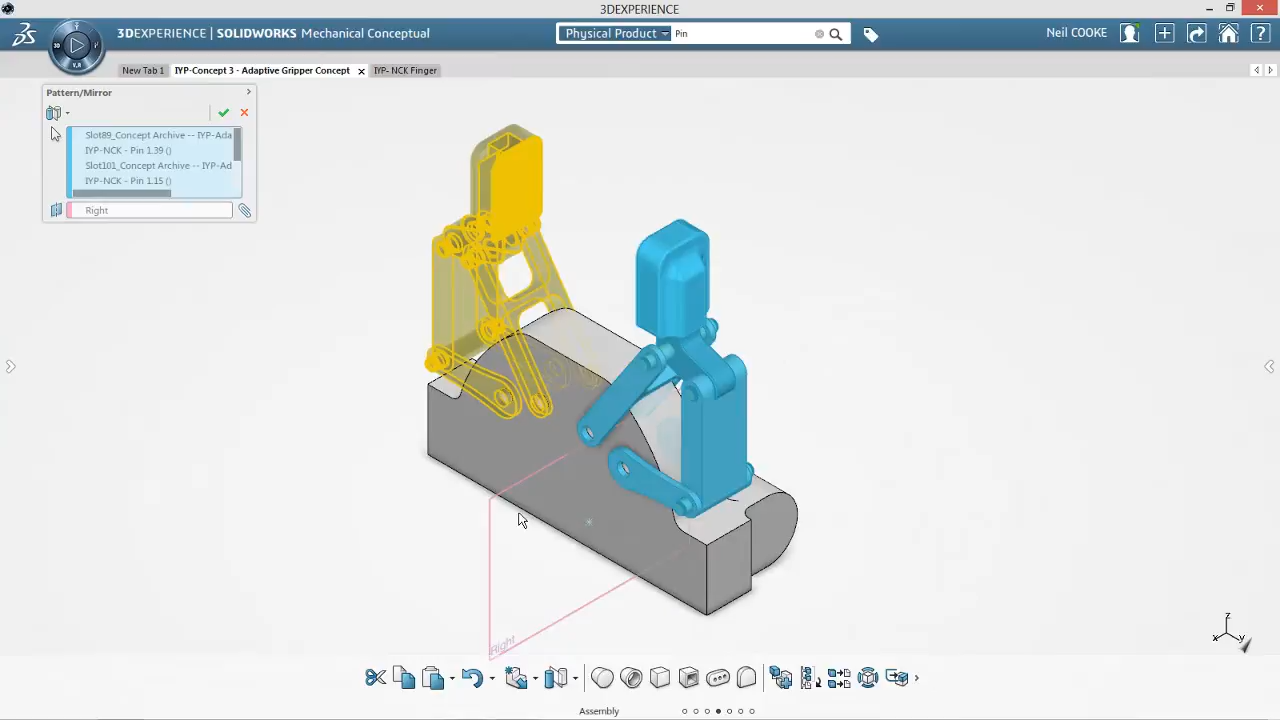 3DEXPERIENCE
3DEXPERIENCE | SOLIDWORKS Mechanical Conceptual
Physical Product
Pin
Neil COOKE
3D
V.R
New Tab 1
IYP-Concept 3 - Adaptive Gripper Concept
IYP- NCK Finger
Pattern/Mirror
Slot89_Concept Archive -- IYP-Ada
IYP-NCK - Pin 1.39 ()
Slot101_Concept Archive -- IYP-Ad
IYP-NCK - Pin 1.15 ()
Right
Right
z
x
y
Assembly